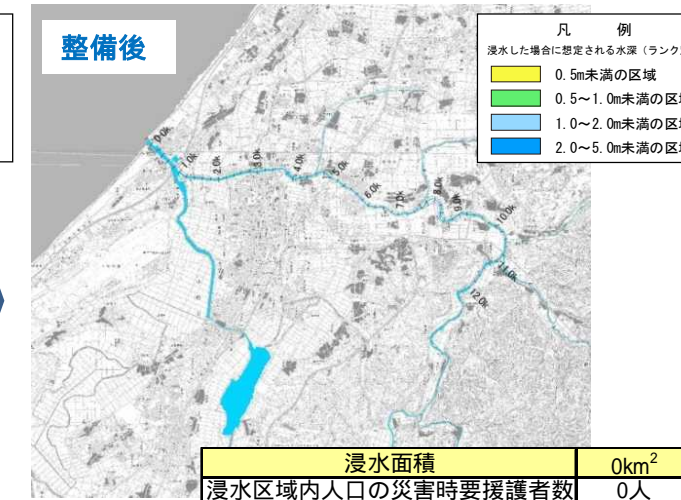 整備後
凡 例
浸水した場合に想定される水深（ランク
0.5m未満の区域
0.5～1.0m未満の区域
1.0～2.0m未満の区域
2.0～5.0m未満の区域
0.0k
1.0k
2.0k
3.0k
4.0k
5.0k
6.0k
7.0k
8.0k
9.0k
10.0k
11.0k
12.0k
浸水面積 0km²
浸水区域内人口の災害時要援護者数 0人